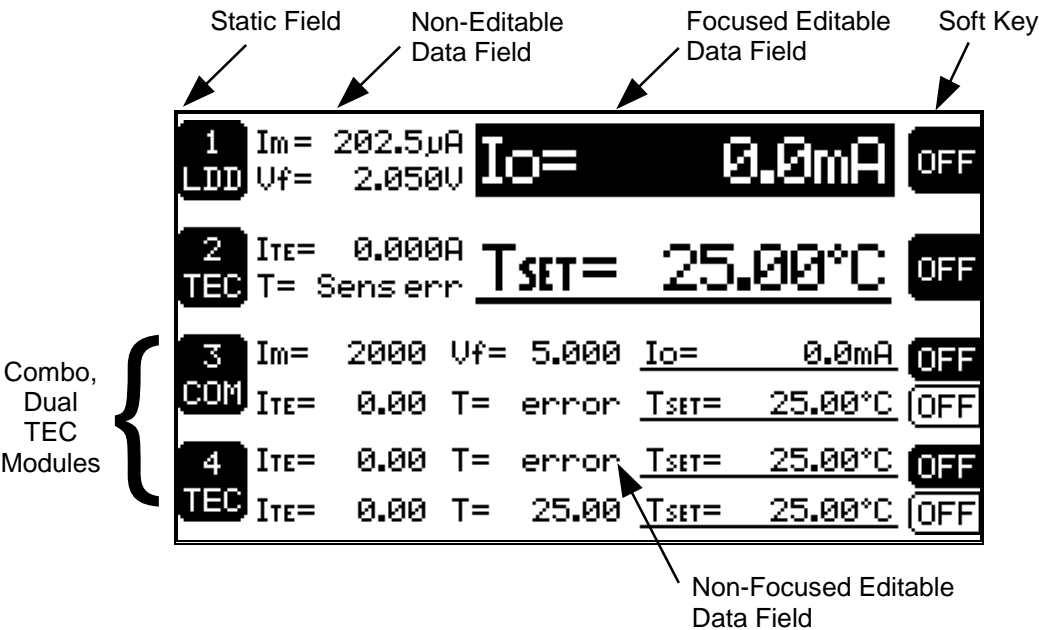 Static Field
Non-Editable
Data Field
Focused Editable
Data Field
Soft Key
1
LDD
Im= 202.5µA
Vf= 2.050V
Io= 0.0mA
OFF
2
TEC
ITE= 0.000A
T= Sens err
TSET= 25.00°C
OFF
Combo,
Dual
TEC
Modules
3
COM
Im= 2000 Vf= 5.000 Io= 0.0mA OFF
ITE= 0.00 T= error TSET= 25.00°C OFF
4
TEC
ITE= 0.00 T= error TSET= 25.00°C OFF
ITE= 0.00 T= 25.00 TSET= 25.00°C OFF
Non-Focused Editable
Data Field